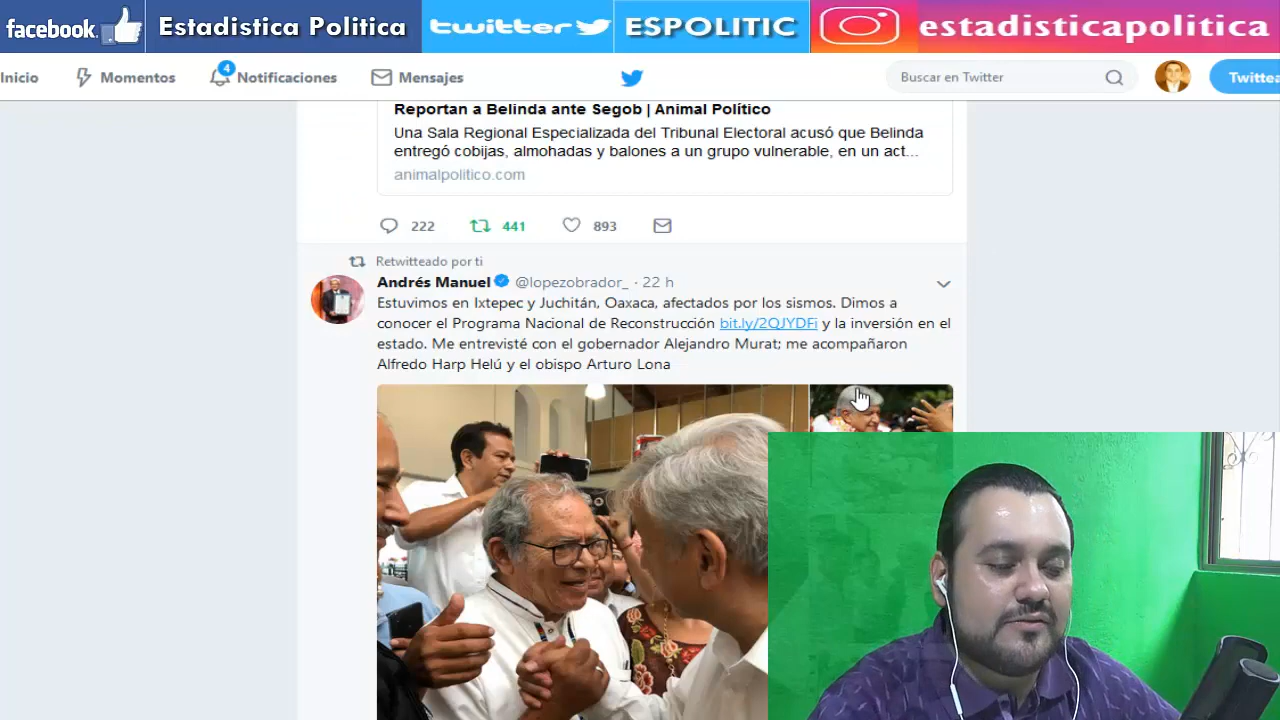 facebook. Estadistica Politica twitter ESPOLITIC estadisticapolitica
Inicio Momentos 4 Notificaciones Mensajes Buscar en Twitter Twittea
Reportan a Belinda ante Segob | Animal Político
Una Sala Regional Especializada del Tribunal Electoral acusó que Belinda
entregó cobijas, almohadas y balones a un grupo vulnerable, en un act...
animalpolitico.com
222 441 893
Retwitteado por ti
Andrés Manuel @lopezobrador_ · 22 h
Estuvimos en Ixtepec y Juchitán, Oaxaca, afectados por los sismos. Dimos a
conocer el Programa Nacional de Reconstrucción bit.ly/2QJYDFi y la inversión en el
estado. Me entrevisté con el gobernador Alejandro Murat; me acompañaron
Alfredo Harp Helú y el obispo Arturo Lona